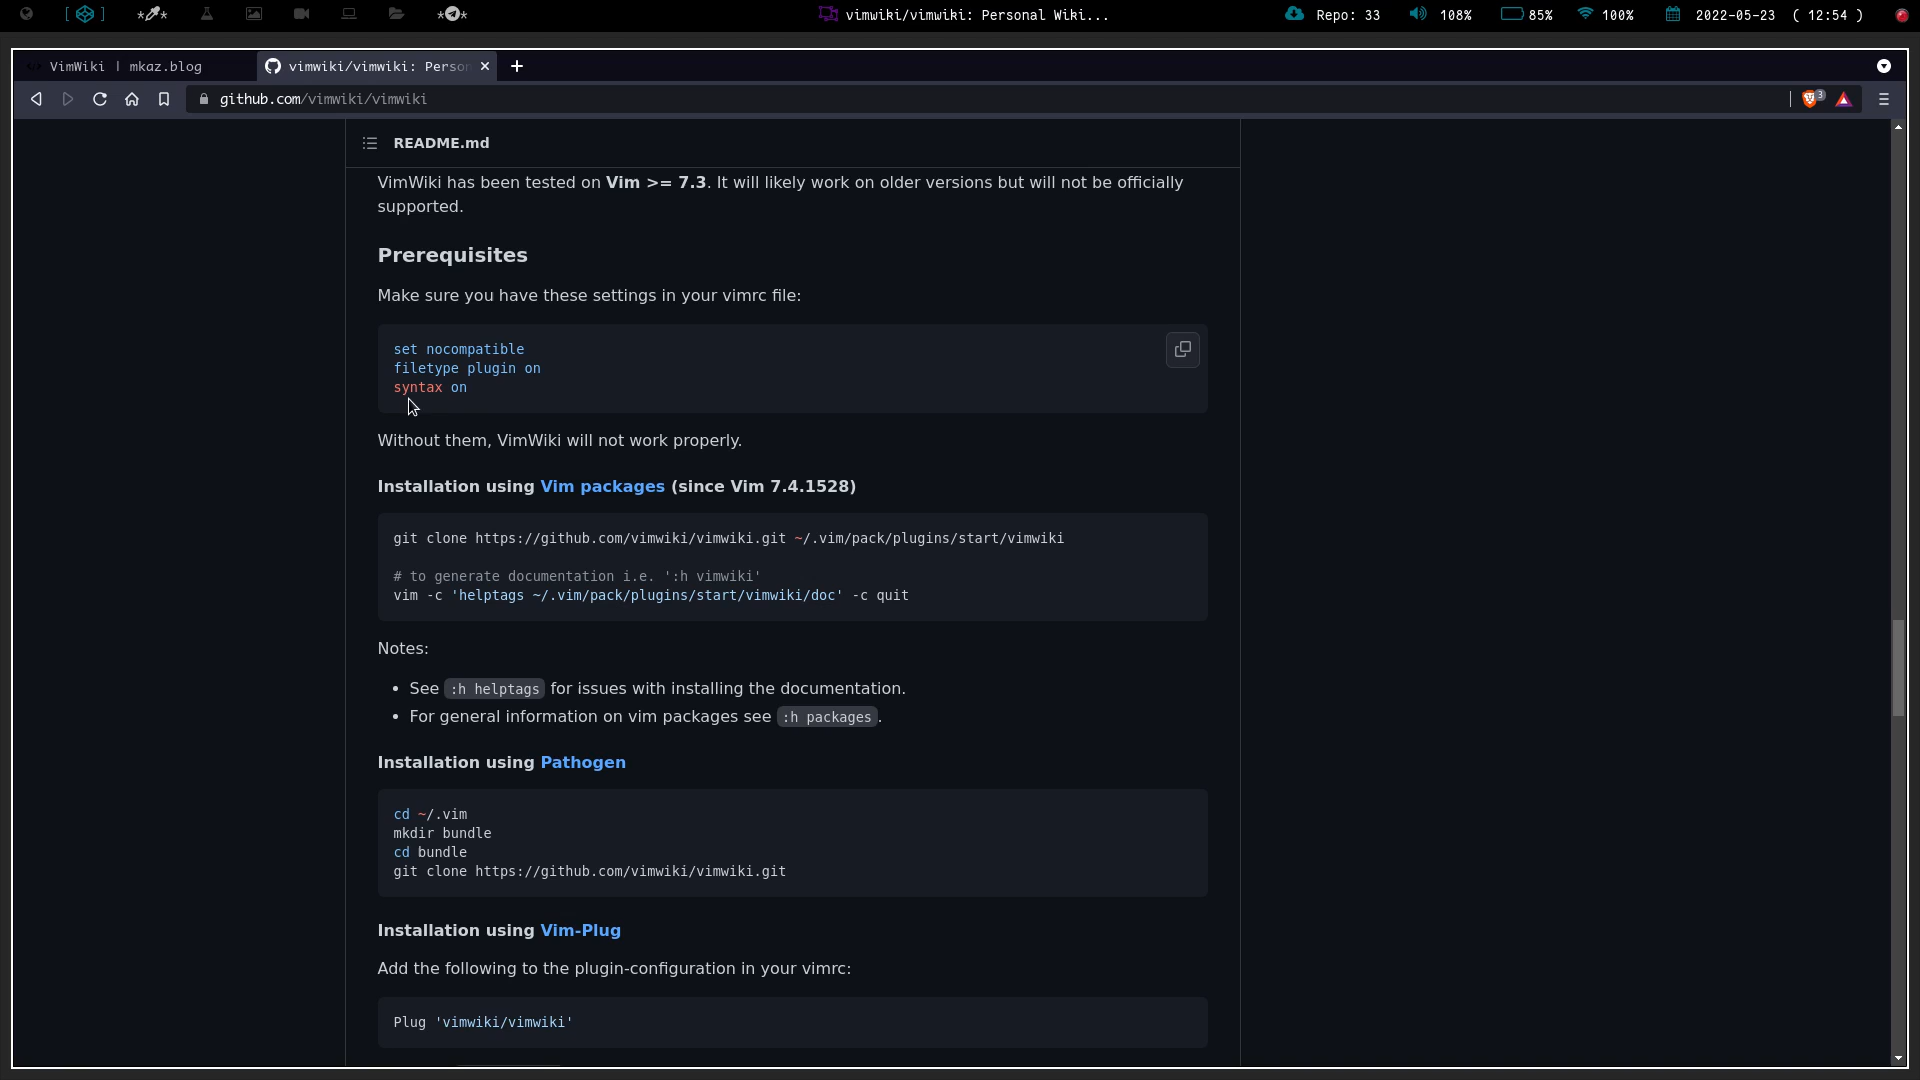 [ ] ** ** vimwiki/vimwiki: Personal Wiki... Repo: 33 108% 85% 100% 2022-05-23 ( 12:54 )
VimWiki | mkaz.blog vimwiki/vimwiki: Person
github.com/vimwiki/vimwiki 3
README.md
VimWiki has been tested on Vim >= 7.3. It will likely work on older versions but will not be officially
supported.
Prerequisites
Make sure you have these settings in your vimrc file:
set nocompatible
filetype plugin on
syntax on
Without them, VimWiki will not work properly.
Installation using Vim packages (since Vim 7.4.1528)
git clone https://github.com/vimwiki/vimwiki.git ~/.vim/pack/plugins/start/vimwiki
# to generate documentation i.e. ':h vimwiki'
vim -c 'helptags ~/.vim/pack/plugins/start/vimwiki/doc' -c quit
Notes:
• See :h helptags for issues with installing the documentation.
• For general information on vim packages see :h packages.
Installation using Pathogen
cd ~/.vim
mkdir bundle
cd bundle
git clone https://github.com/vimwiki/vimwiki.git
Installation using Vim-Plug
Add the following to the plugin-configuration in your vimrc:
Plug 'vimwiki/vimwiki'